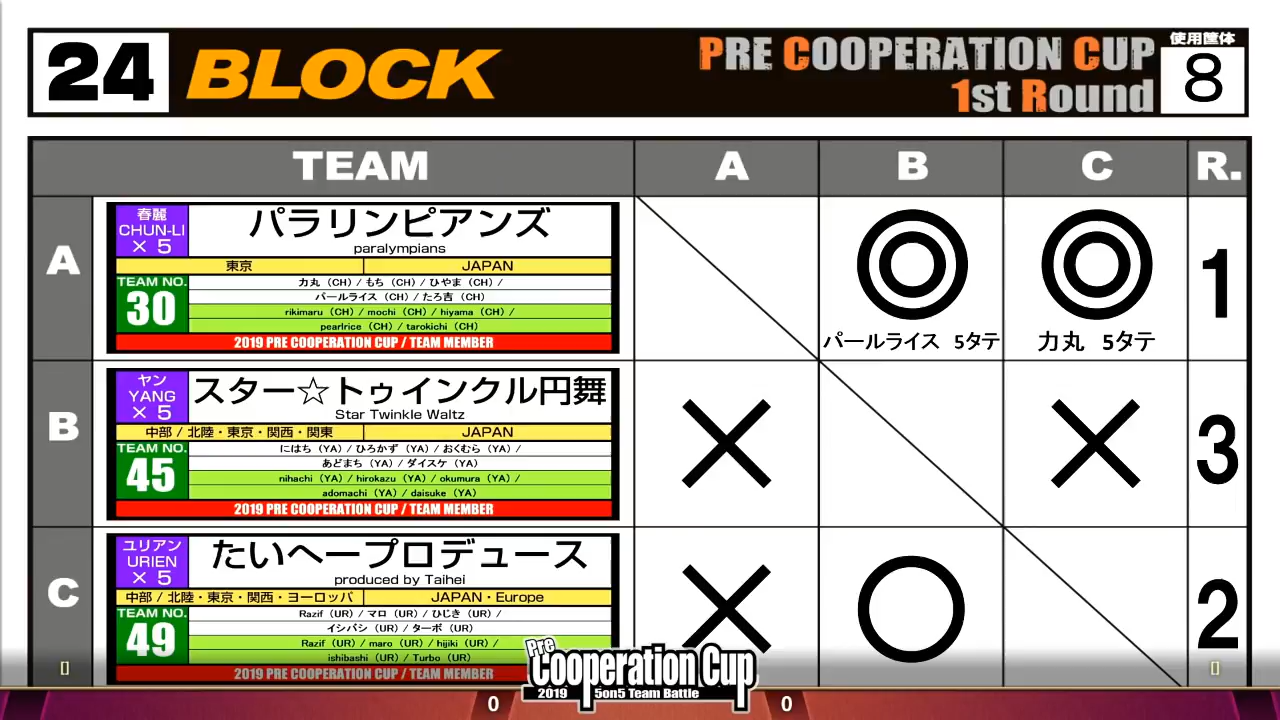 24 BLOCK
PRE COOPERATION CUP
1st Round
使用筐体
8
TEAM A B C R.
A
春麗
CHUN-LI
× 5
パラリンピアンズ
paralympians
東京 JAPAN
TEAM NO.
30
力丸（CH）/ もち（CH）/ ひやま（CH）/
パールライス（CH）/ たろ吉（CH）
rikimaru（CH）/ mochi（CH）/ hiyama（CH）/
pearlrice（CH）/ tarokichi（CH）
2019 PRE COOPERATION CUP / TEAM MEMBER
◎ ◎
パールライス 5タテ
力丸 5タテ
1
B
ヤン
YANG
× 5
スター☆トゥインクル円舞
Star Twinkle Waltz
中部 / 北陸・東京・関西・関東 JAPAN
TEAM NO.
45
にはち（YA）/ ひろかず（YA）/ おくむら（YA）/
あどまち（YA）/ ダイスケ（YA）
nihachi（YA）/ hirokazu（YA）/ okumura（YA）/
adomachi（YA）/ daisuke（YA）
2019 PRE COOPERATION CUP / TEAM MEMBER
× ×
3
C
ユリアン
URIEN
× 5
たいヘープロデュース
produced by Taihei
中部 / 北陸・東京・関西・ヨーロッパ JAPAN・Europe
TEAM NO.
49
Razif（UR）/ マロ（UR）/ ひじき（UR）/
イシバシ（UR）/ ターボ（UR）
Razif（UR）/ maro（UR）/ hijiki（UR）/
ishibashi（UR）/ Turbo（UR）
2019 PRE COOPERATION CUP / TEAM MEMBER
× ○
2
Pre
Cooperation Cup
2019 5on5 Team Battle
0 0